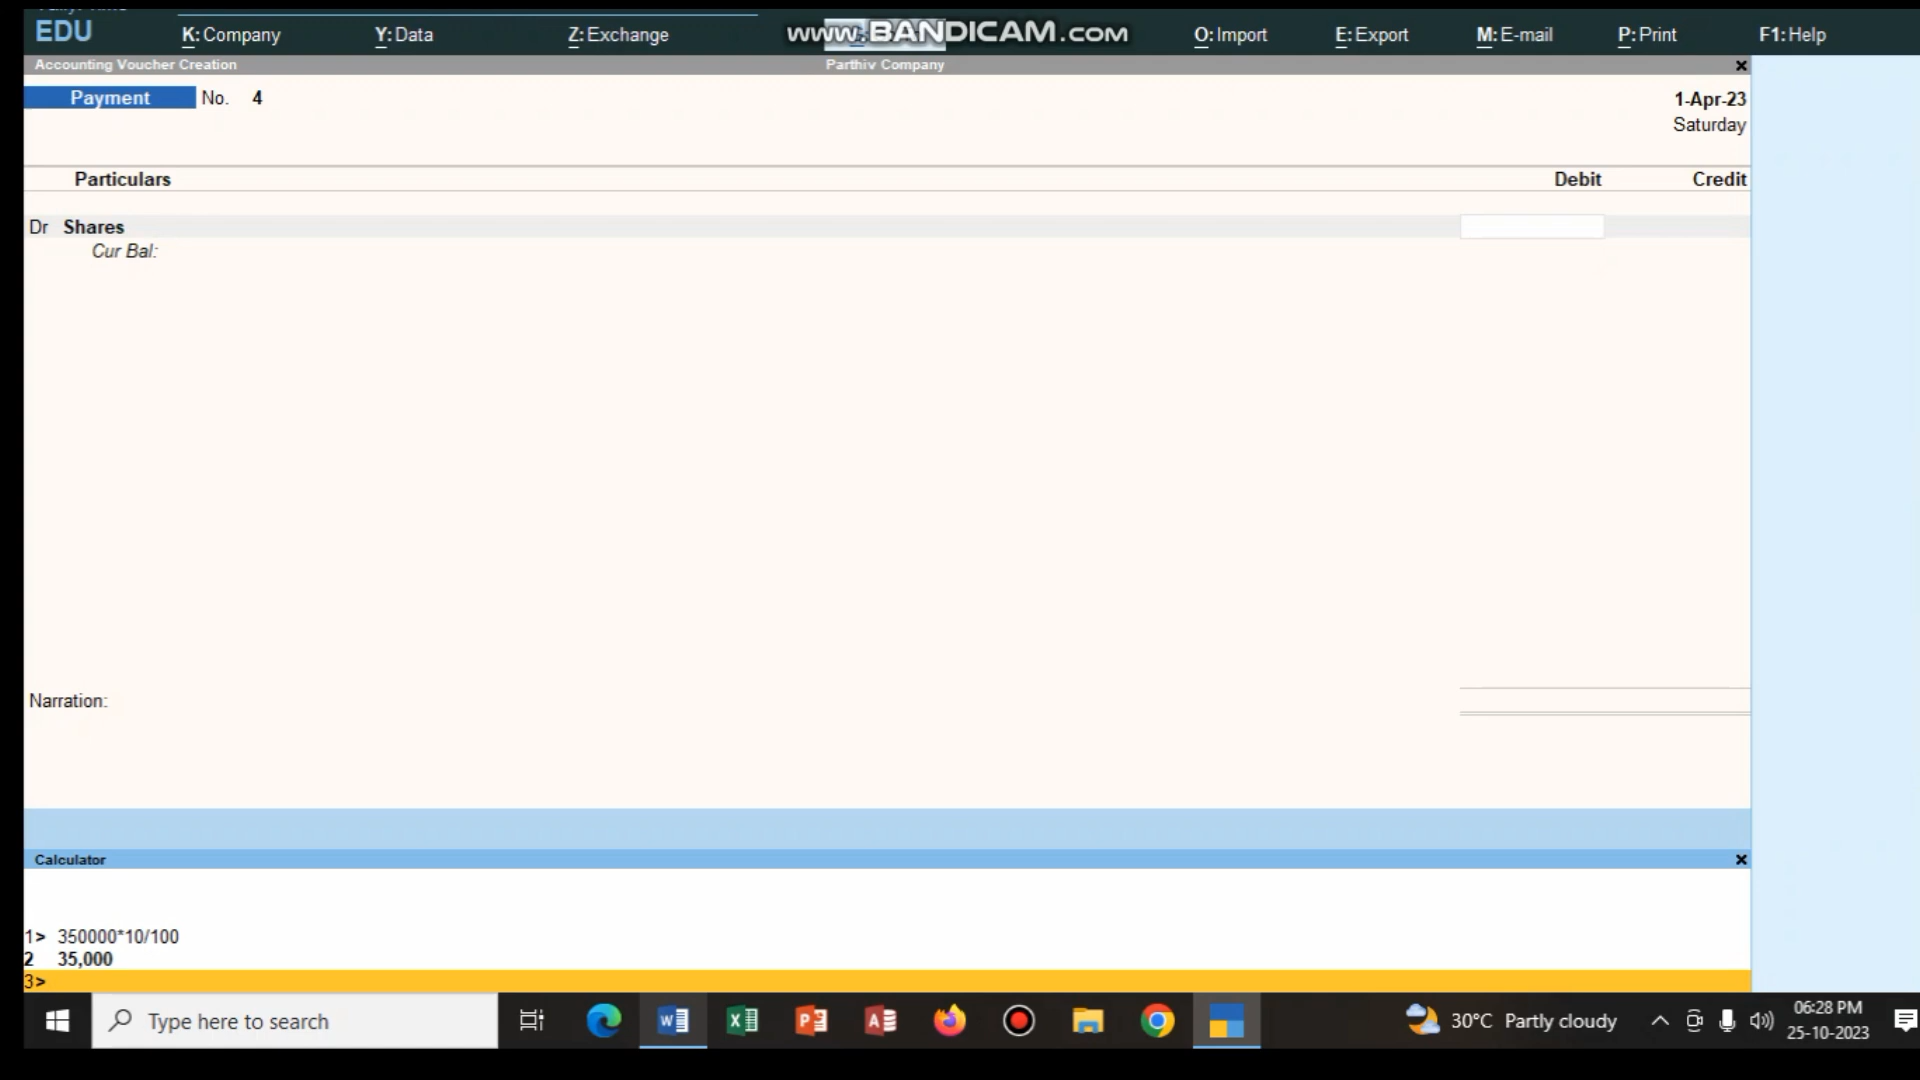 EDU K: Company Y: Data Z: Exchange www.BANDICAM.com O: Import E: Export M: E-mail P: Print F1: Help
Accounting Voucher Creation Parthiv Company x
Payment No. 4 1-Apr-23
Saturday
Particulars Debit Credit
Dr Shares
Cur Bal:
Narration:
Calculator x
1> 350000*10/100
2 35,000
3>
Type here to search 30°C Partly cloudy 06:28 PM
25-10-2023